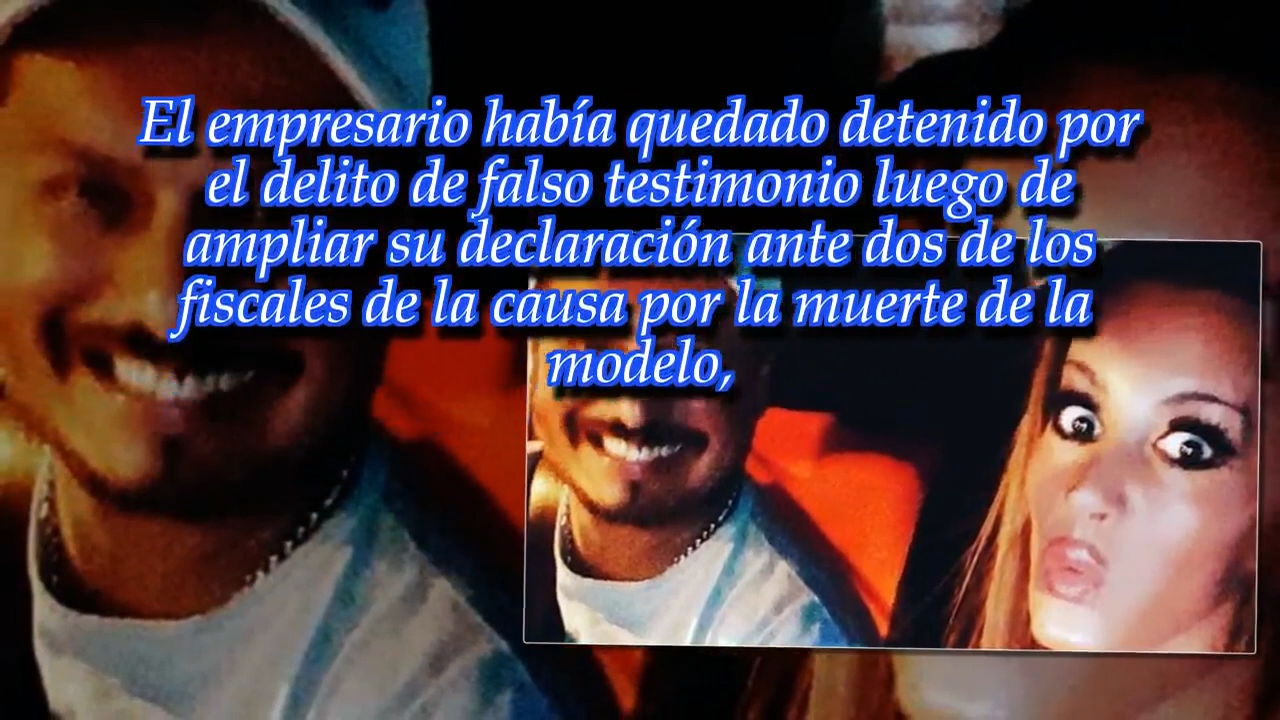 El empresario había quedado detenido por
el delito de falso testimonio luego de
ampliar su declaración ante dos de los
fiscales de la causa por la muerte de la
modelo,